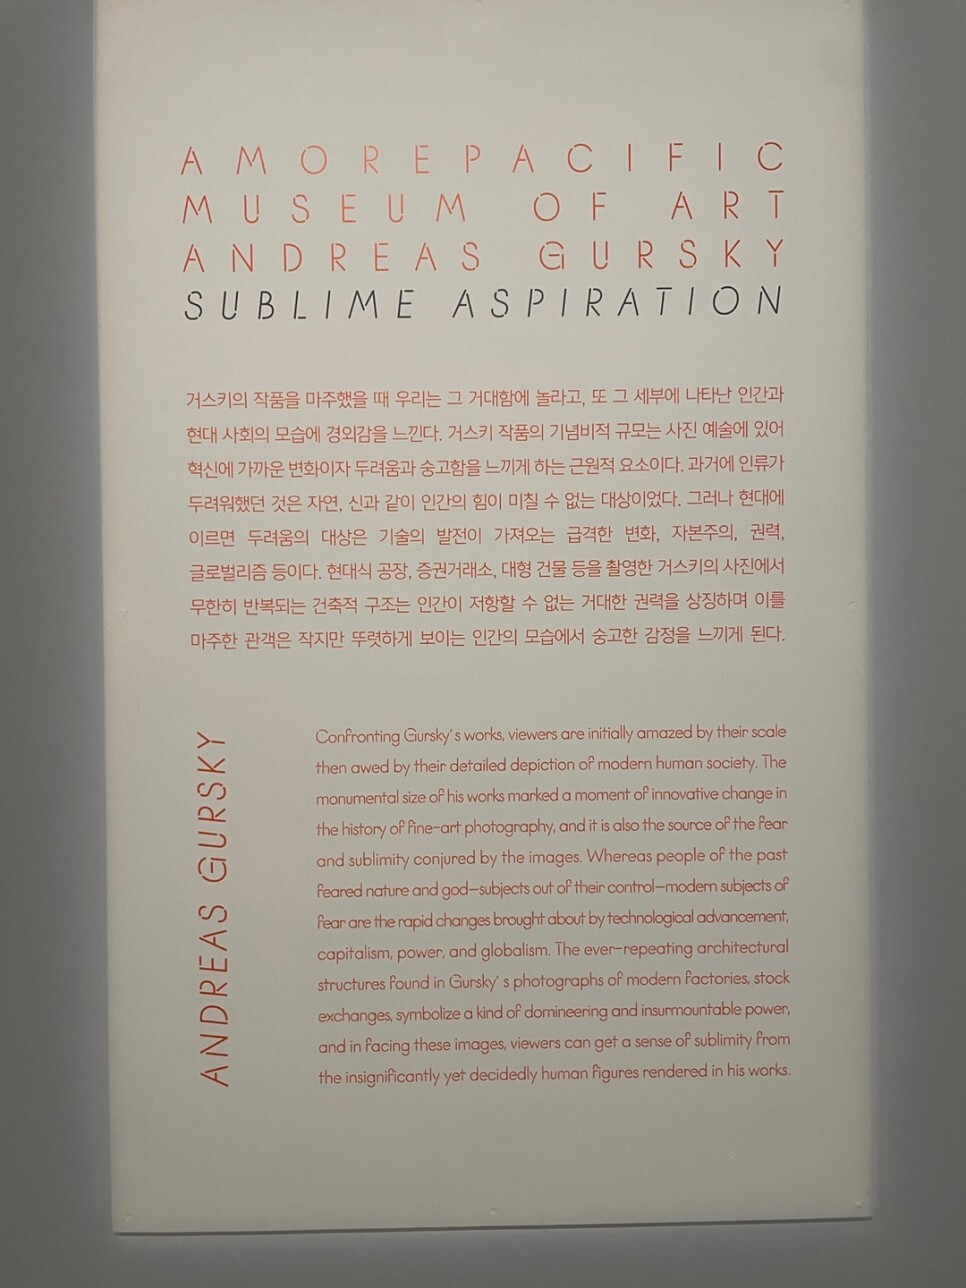 AMOREPACIFIC
MUSEUM OF ART
ANDREAS GURSKY
SUBLIME ASPIRATION
거스키의 작품을 마주했을 때 우리는 그 거대함에 놀라고, 또 그 세부에 나타난 인간과
현대 사회의 모습에 경외감을 느낀다. 거스키 작품의 기념비적 규모는 사진 예술에 있어
혁신에 가까운 변화이자 두려움과 숭고함을 느끼게 하는 근원적 요소이다. 과거에 인류가
두려워했던 것은 자연, 신과 같이 인간의 힘이 미칠 수 없는 대상이었다. 그러나 현대에
이르면 두려움의 대상은 기술의 발전이 가져오는 급격한 변화, 자본주의, 권력,
글로벌리즘 등이다. 현대식 공장, 증권거래소, 대형 건물 등을 촬영한 거스키의 사진에서
무한히 반복되는 건축적 구조는 인간이 저항할 수 없는 거대한 권력을 상징하며 이를
마주한 관객은 작지만 뚜렷하게 보이는 인간의 모습에서 숭고한 감정을 느끼게 된다.
ANDREAS GURSKY
Confronting Gursky's works, viewers are initially amazed by their scale
then awed by their detailed depiction of modern human society. The
monumental size of his works marked a moment of innovative change in
the history of fine-art photography, and it is also the source of the fear
and sublimity conjured by the images. Whereas people of the past
feared nature and god—subjects out of their control—modern subjects of
fear are the rapid changes brought about by technological advancement,
capitalism, power, and globalism. The ever-repeating architectural
structures found in Gursky's photographs of modern factories, stock
exchanges, symbolize a kind of domineering and insurmountable power,
and in facing these images, viewers can get a sense of sublimity from
the insignificantly yet decidedly human figures rendered in his works.